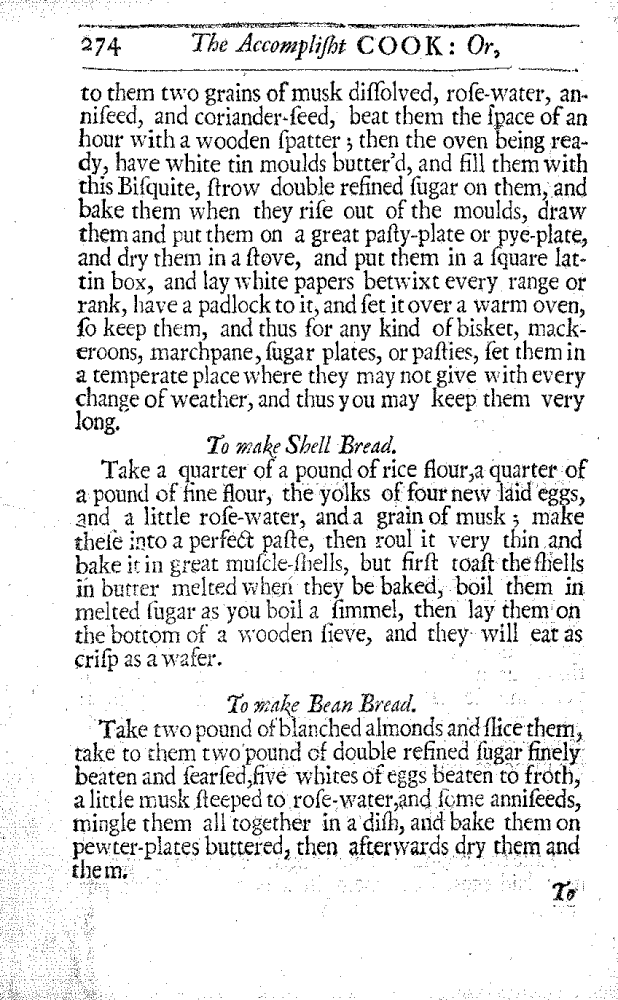 274 The Accompliſht COOK: Or,
to them two grains of musk diſſolved, roſe-water, an-
niſeed, and coriander-ſeed, beat them the ſpace of an
hour with a wooden ſpatter; then the oven being rea-
dy, have white tin moulds butter'd, and fill them with
this Biſquite, ſtrow double refined ſugar on them, and
bake them when they riſe out of the moulds, draw
them and put them on a great paſty-plate or pye-plate,
and dry them in a ſtove, and put them in a ſquare lat-
tin box, and lay white papers betwixt every range or
rank, have a padlock to it, and ſet it over a warm oven,
ſo keep them, and thus for any kind of bisket, mack-
eroons, marchpane, ſugar plates, or paſties, ſet them in
a temperate place where they may not give with every
change of weather, and thus you may keep them very
long.
To make Shell Bread.
Take a quarter of a pound of rice flour, a quarter of
a pound of fine flour, the yolks of four new laid eggs,
and a little roſe-water, and a grain of musk; make
theſe into a perfect paſte, then roul it very thin and
bake it in great muſcle-ſhells, but firſt toaſt the ſhells
in butter melted when they be baked, boil them in
melted ſugar as you boil a ſimmel, then lay them on
the bottom of a wooden ſieve, and they will eat as
criſp as a wafer.
To make Bean Bread.
Take two pound of blanched almonds and ſlice them,
take to them two pound of double refined ſugar finely
beaten and ſearſed, five whites of eggs beaten to froth,
a little musk ſteeped to roſe-water, and ſome anniſeeds,
mingle them all together in a diſh, and bake them on
pewter-plates buttered, then afterwards dry them and
them.
To